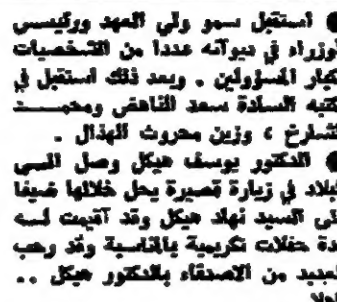 ● استقبل سمو ولي العهد ورئيس
الوزراء في ديوانه عددا من الشخصيات
كبار المسؤولين . وبعد ذلك استقبل في
مكتبه السادة سعد الناهض ومحمد
الشارخ ، وزين محروث الهذال .
● الدكتور يوسف هيكل وصل الى
البلاد في زيارة قصيرة يحل خلالها ضيفا
على السيد نهاد هيكل وقد أقيمت له
عدة حفلات تكريمية بالمناسبة وقد رحب
العديد من الاصدقاء بالدكتور هيكل ..